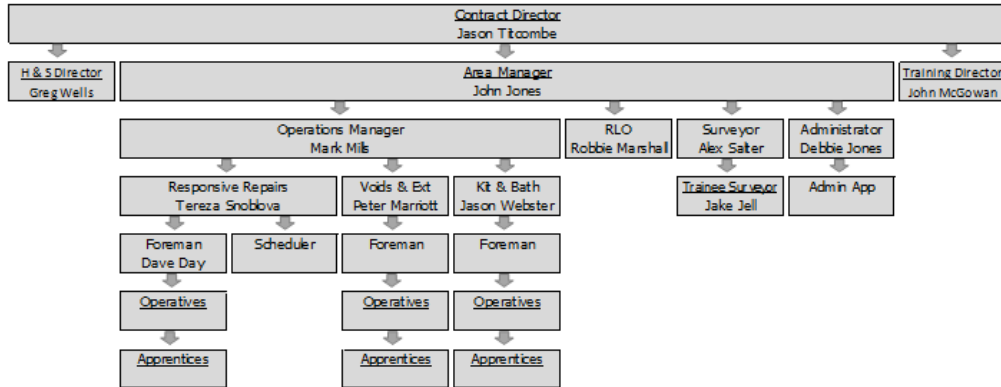 Contract Director
Jason Titcombe
H & S Director
Greg Wells
Area Manager
John Jones
Training Director
John McGowan
Operations Manager
Mark Mills
RLO
Robbie Marshall
Surveyor
Alex Salter
Administrator
Debbie Jones
Responsive Repairs
Tereza Snoblova
Voids & Ext
Peter Marriott
Kit & Bath
Jason Webster
Trainee Surveyor
Jake Jell
Admin App
Foreman
Dave Day
Scheduler
Foreman
Foreman
Operatives
Operatives
Operatives
Apprentices
Apprentices
Apprentices